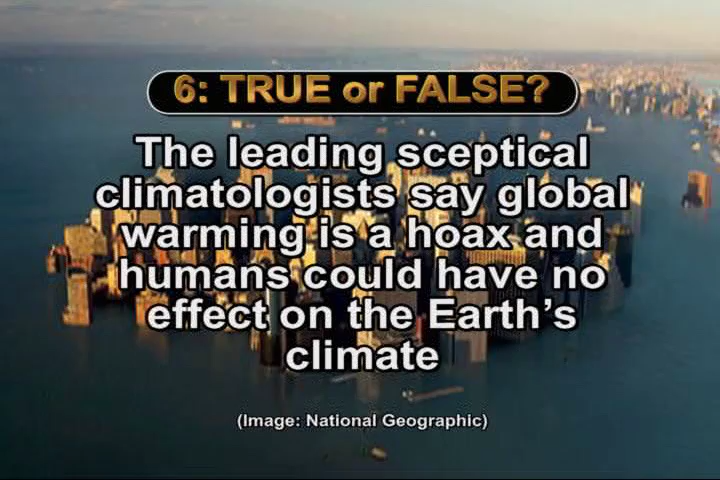 6: TRUE or FALSE?
The leading sceptical
climatologists say global
warming is a hoax and
humans could have no
effect on the Earth's
climate
(Image: National Geographic)